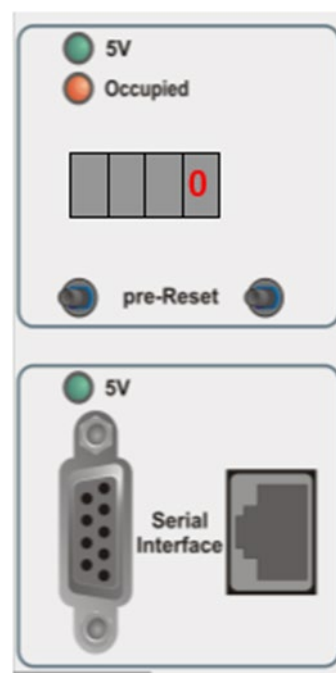 5V
Occupied
0
pre-Reset
5V
Serial
Interface